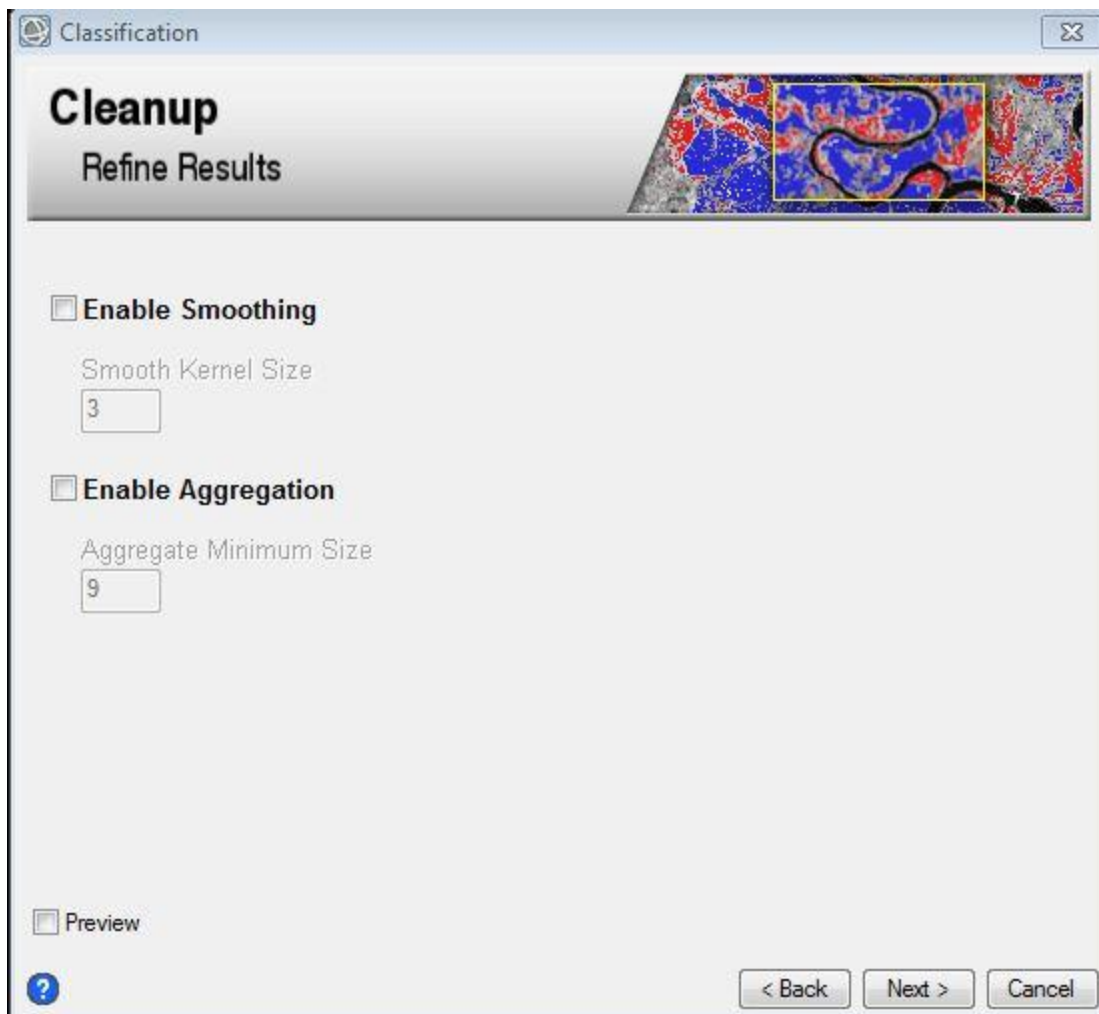 Classification
Cleanup
Refine Results
Enable Smoothing
Smooth Kernel Size
3
Enable Aggregation
Aggregate Minimum Size
9
Preview
? < Back Next > Cancel